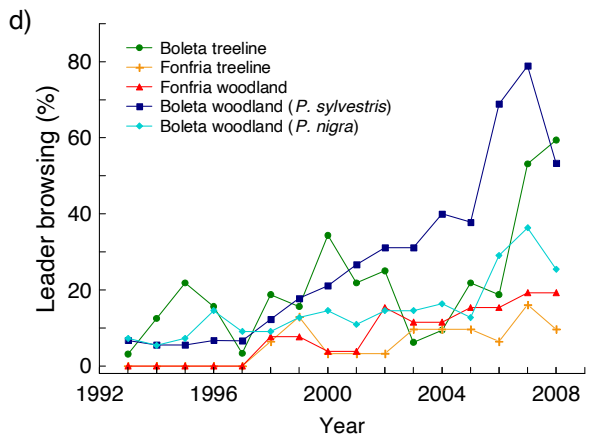 d)
Leader browsing (%)
80
60
40
20
0
Boleta treeline
Fonfria treeline
Fonfria woodland
Boleta woodland (P. sylvestris)
Boleta woodland (P. nigra)
1992
1996
2000
2004
2008
Year